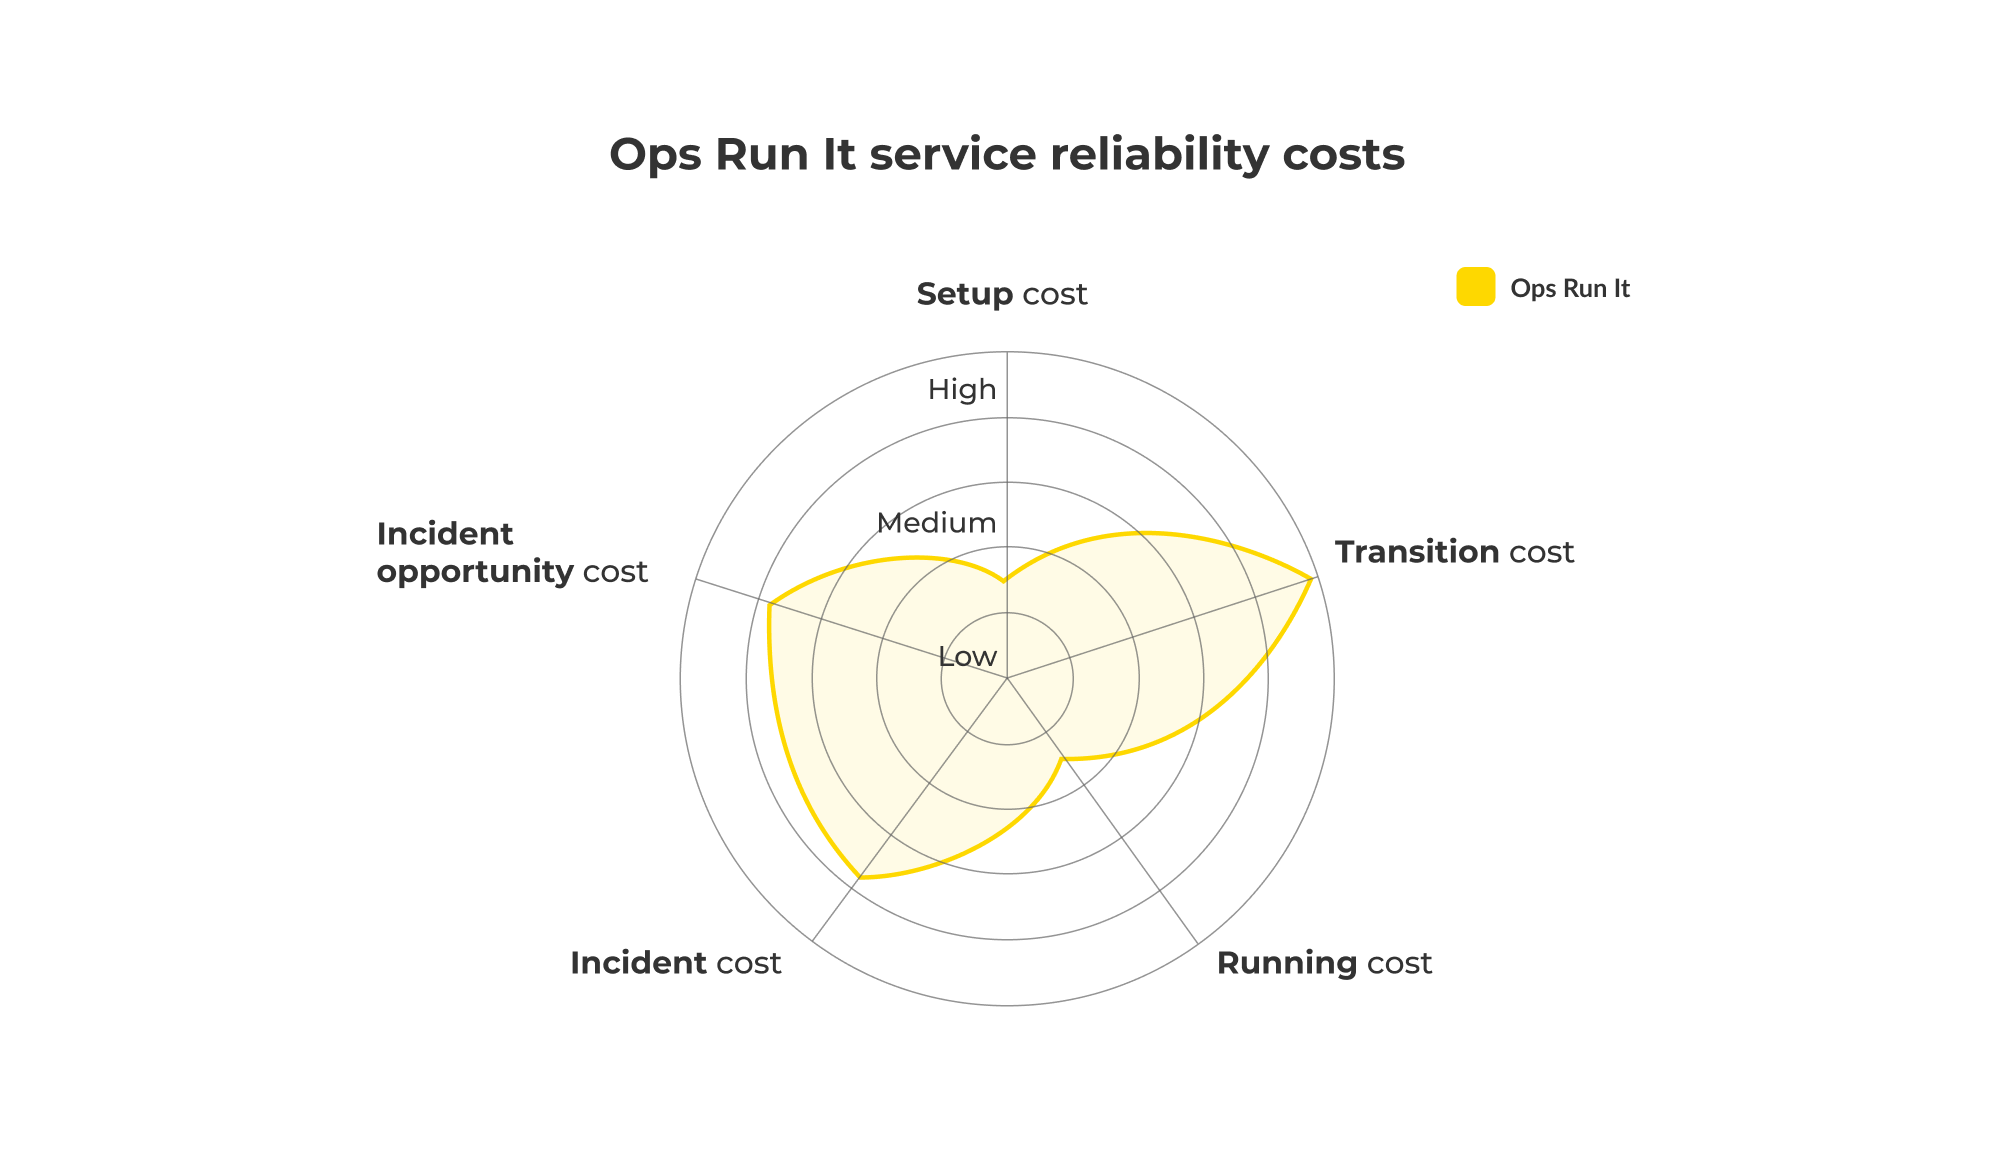 Ops Run It service reliability costs
Ops Run It
Setup cost
High
Medium
Low
Transition cost
Incident
opportunity cost
Incident cost
Running cost